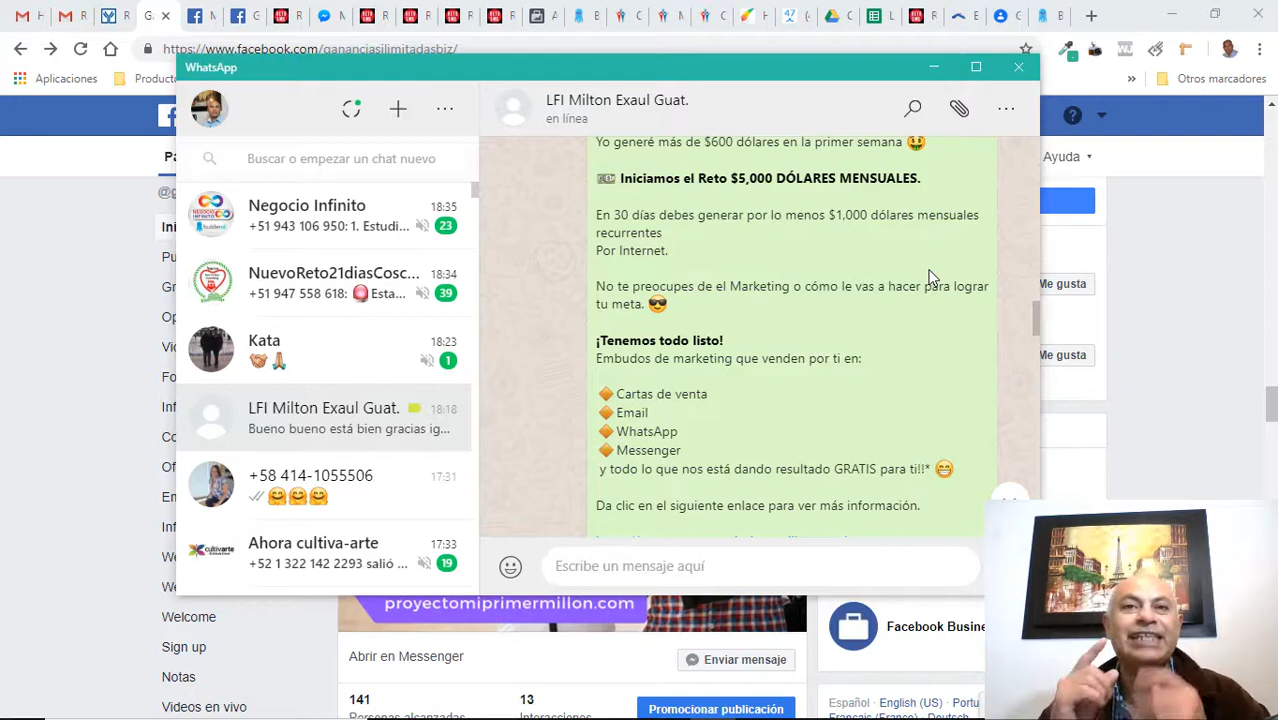 https://www.facebook.com/gananciasilimitadasbiz/
Aplicaciones
Producto
Otros marcadores
WhatsApp
Ayuda
LFI Milton Exaul Guat.
en línea
Buscar o empezar un chat nuevo
Negocio Infinito
18:35
+51 943 106 950: 1. Estudi...
23
NuevoReto21diasCosc...
18:34
+51 947 558 618: 🚨 Esta...
39
Kata
18:23
🤝🙏
1
LFI Milton Exaul Guat.
18:18
Bueno bueno está bien gracias ig...
+58 414-1055506
17:31
🤗🤗🤗
Ahora cultiva-arte
17:33
+52 1 322 142 2293 salió ...
19
Yo generé más de $600 dólares en la primer semana 🤑
💵 Iniciamos el Reto $5,000 DÓLARES MENSUALES.
En 30 días debes generar por lo menos $1,000 dólares mensuales
recurrentes
Por Internet.
No te preocupes de el Marketing o cómo le vas a hacer para lograr
tu meta. 😎
¡Tenemos todo listo!
Embudos de marketing que venden por ti en:
🔶 Cartas de venta
🔶 Email
🔶 WhatsApp
🔶 Messenger
y todo lo que nos está dando resultado GRATIS para ti!!* 😁
Da clic en el siguiente enlace para ver más información.
Escribe un mensaje aquí
Me gusta
Me gusta
Welcome
Sign up
Notas
Videos en vivo
proyectomiprimermillon.com
Abrir en Messenger
Enviar mensaje
141
13
Promocionar publicación
Facebook Busine
Español · English (US) · Portu